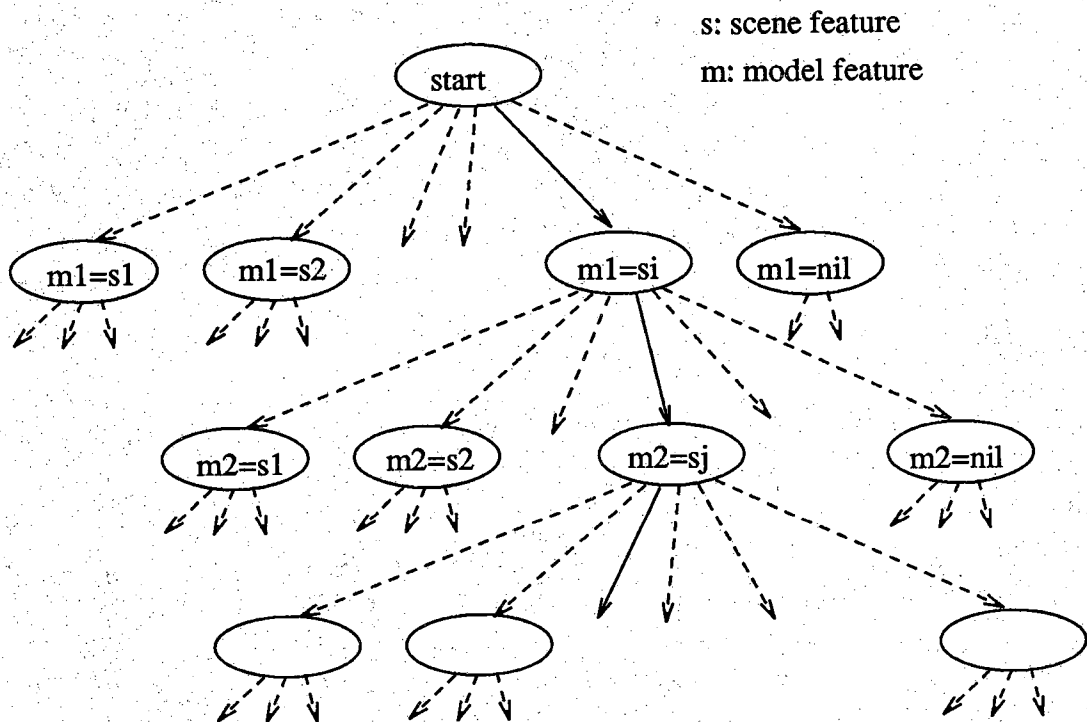 s: scene feature
m: model feature
start
m1=s1
m1=s2
m1=si
m1=nil
m2=s1
m2=s2
m2=sj
m2=nil